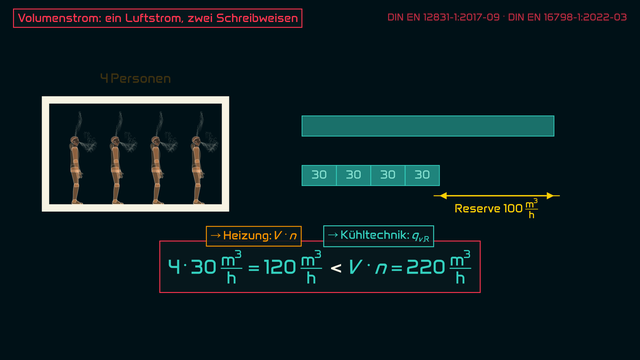 Volumenstrom: ein Luftstrom, zwei Schreibweisen
DIN EN 12831-1:2017-09 · DIN EN 16798-1:2022-03
4 Personen
30 30 30 30
Reserve 100 m³/h
→ Heizung: V · n
→ Kühltechnik: qv,R
4 · 30 m³/h = 120 m³/h < V · n = 220 m³/h